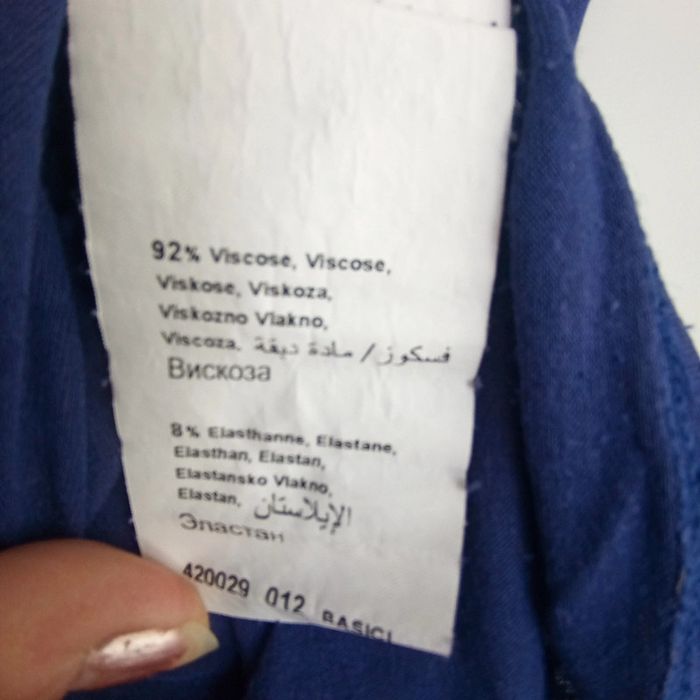 92% Viscose, Viscose,
Viskose, Viskoza,
Viskozno Vlakno,
Viscoza, فسكوز / مادة دبقة
Вискоза
8% Elasthanne, Elastane,
Elasthan, Elastan,
Elastansko Vlakno,
Elastan, الإيلاستان
Эластан
420029 012 BASICI